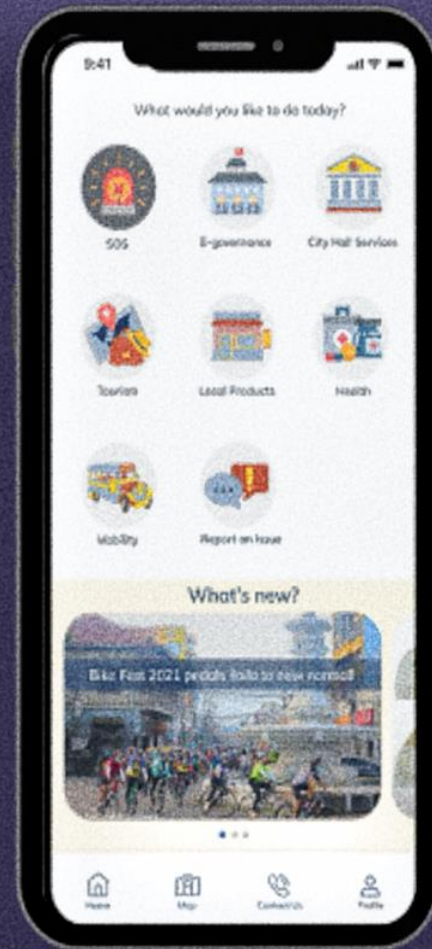 9:41
What would you like to do today?
SOS
E-governance
City Hall Services
Tourism
Local Products
Health
Mobility
Report an Issue
What's new?
Bike Fest 2021 pedals Iloilo to new normal
Home
Map
Contact Us
Profile